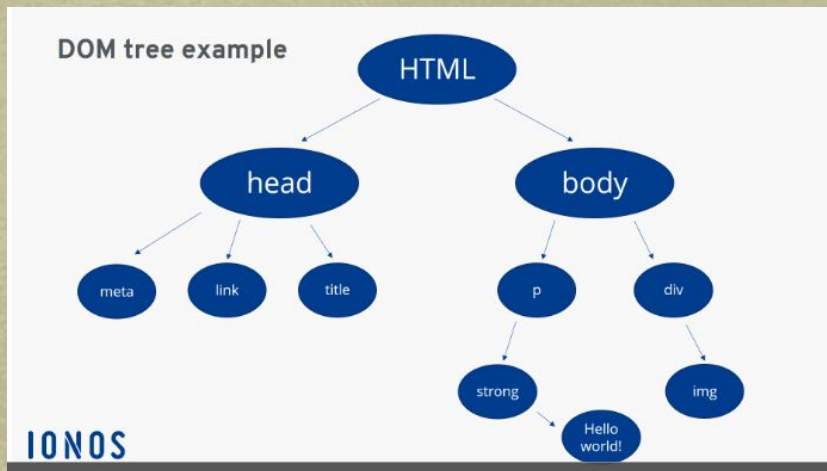 DOM tree example
HTML
head
body
meta
link
title
p
div
strong
img
Hello
world!
IONOS